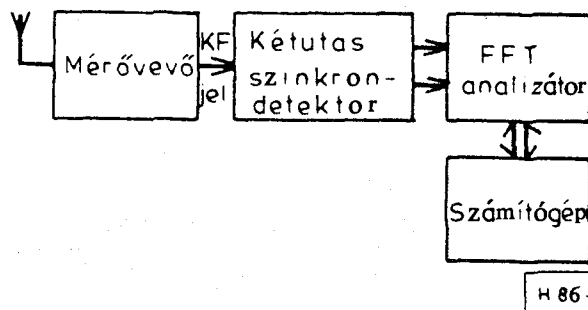 Mérővevő
KF
jel
Kétutas
szinkron-
detektor
FFT
analizátor
Számítógép
H 86-